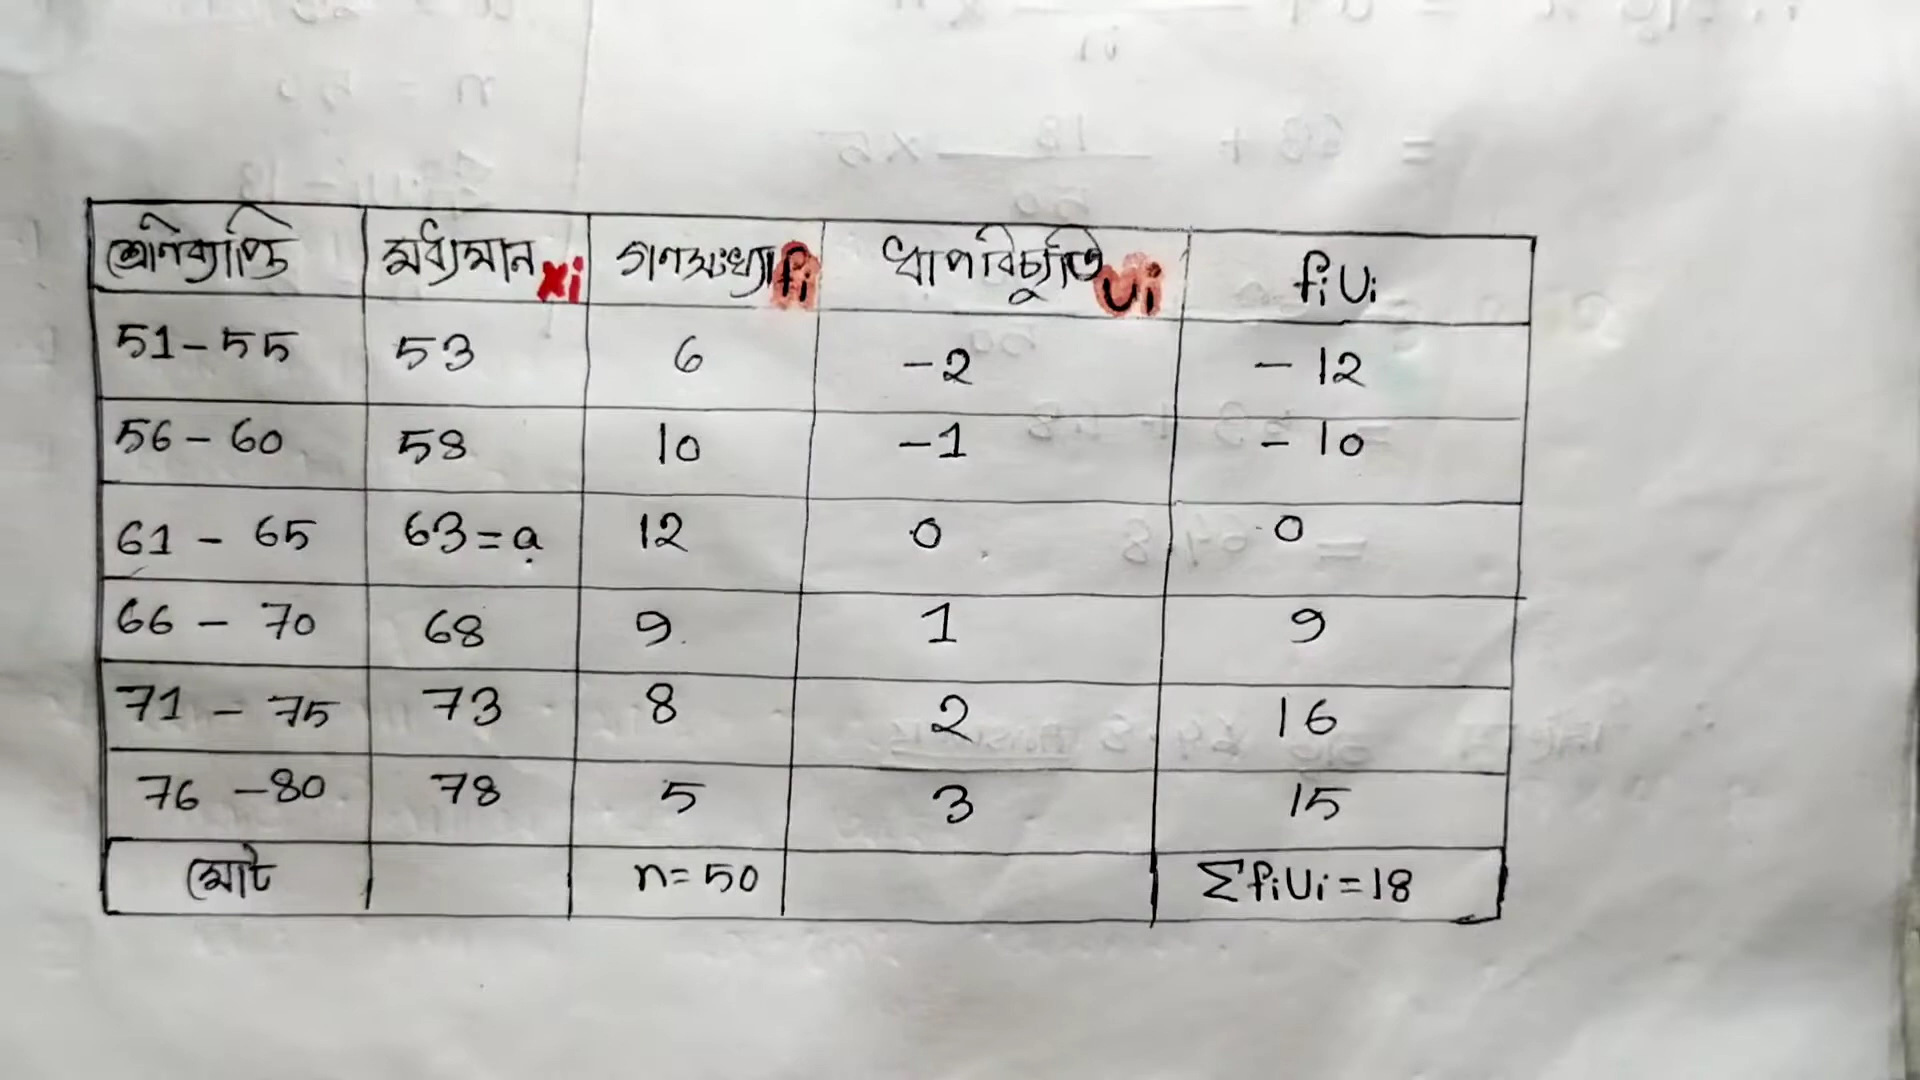 শ্রেণিব্যাপ্তি মধ্যমান xi গণসংখ্যা fi ধাপবিচ্যুতি ui fiui
51-55 53 6 -2 -12
56-60 58 10 -1 -10
61-65 63=a 12 0 0
66-70 68 9 1 9
71-75 73 8 2 16
76-80 78 5 3 15
মোট n=50 Σfiui=18